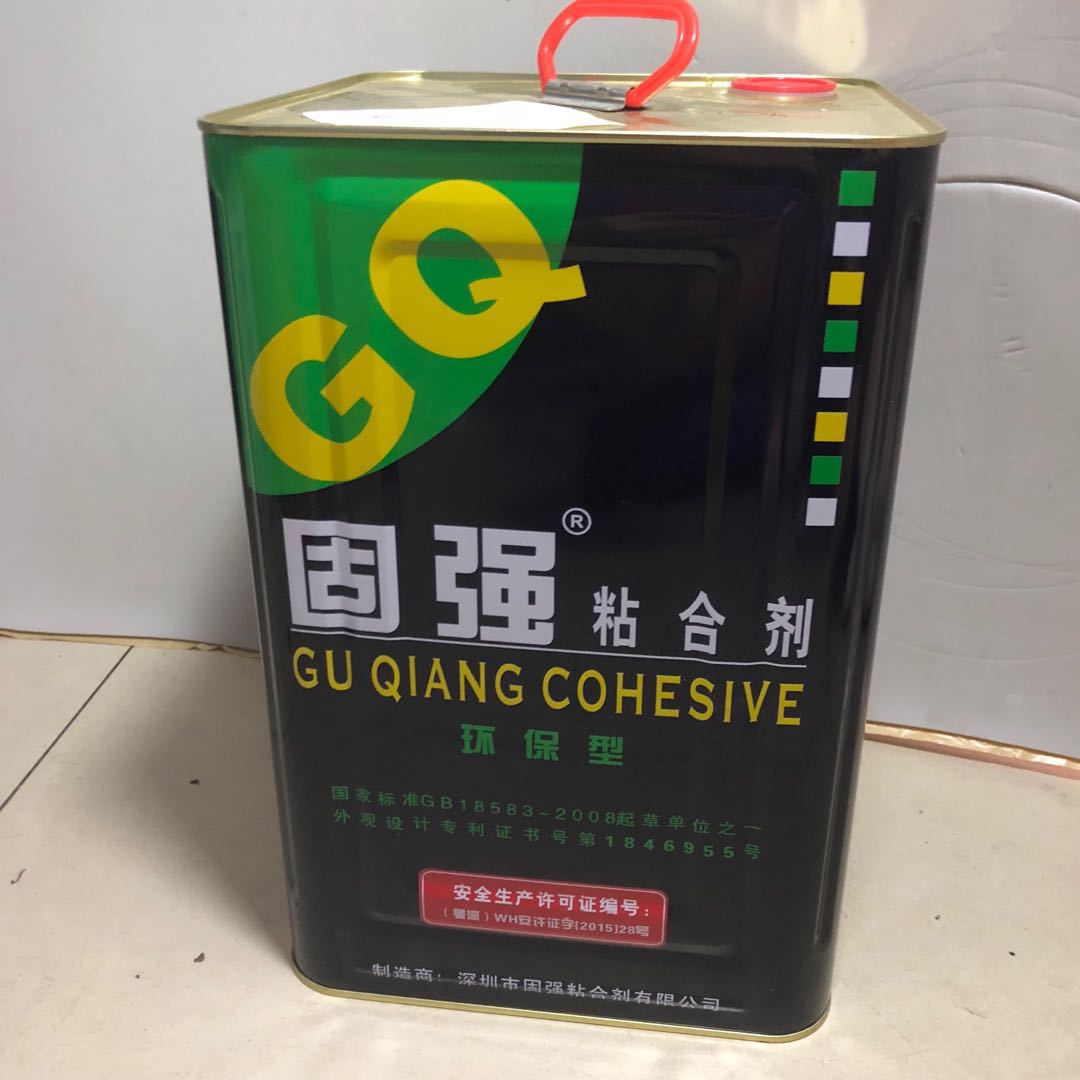 GQ
固强® 粘合剂
GU QIANG COHESIVE
环保型
国家标准GB18583-2008起草单位之一
外观设计专利证书号第1846955号
安全生产许可证编号:
(粤深)WH安许证字[2015]28号
制造商:深圳市固强粘合剂有限公司